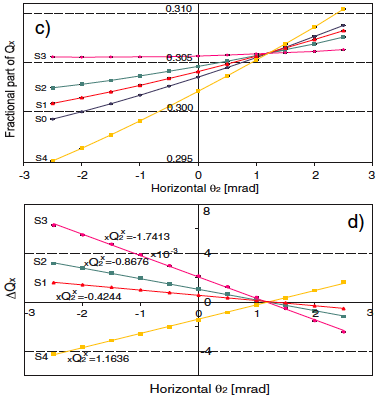 c)
Fractional part of Qx
0.310
0.305
0.300
0.295
S3
S2
S1
S0
S4
-3 -2 -1 0 1 2 3
Horizontal θ2 [mrad]
d)
ΔQx
8
4
0
-4
×10⁻³
S3
S2
S1
S4
xQ2ˣ=-1.7413
xQ2ˣ=-0.8676
xQ2ˣ=-0.4244
xQ2ˣ=1.1636
-3 -2 -1 0 1 2 3
Horizontal θ2 [mrad]